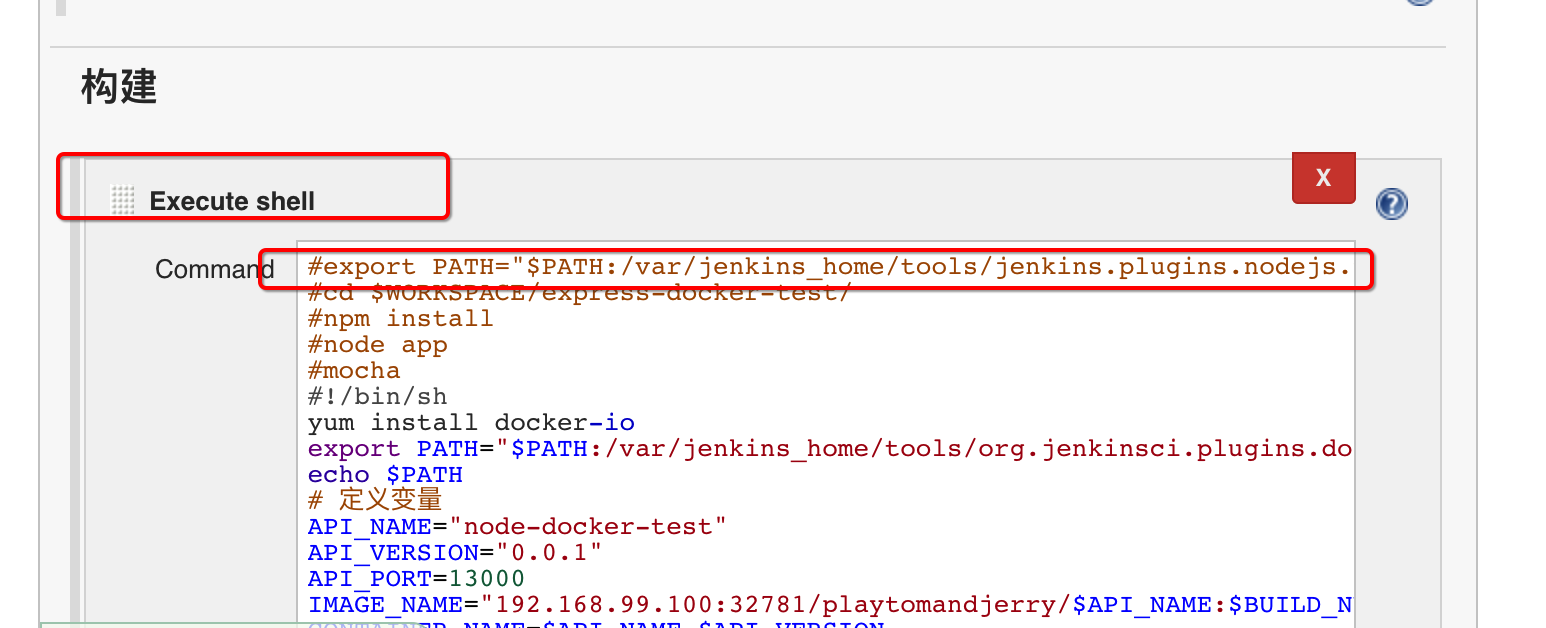 构建
Execute shell
X
?
Command
#export PATH="$PATH:/var/jenkins_home/tools/jenkins.plugins.nodejs.
#cd $WORKSPACE/express-docker-test/
#npm install
#node app
#mocha
#!/bin/sh
yum install docker-io
export PATH="$PATH:/var/jenkins_home/tools/org.jenkinsci.plugins.do
echo $PATH
# 定义变量
API_NAME="node-docker-test"
API_VERSION="0.0.1"
API_PORT=13000
IMAGE_NAME="192.168.99.100:32781/playtomandjerry/$API_NAME:$BUILD_N
CONTAINER_NAME=$API_NAME-$API_VERSION